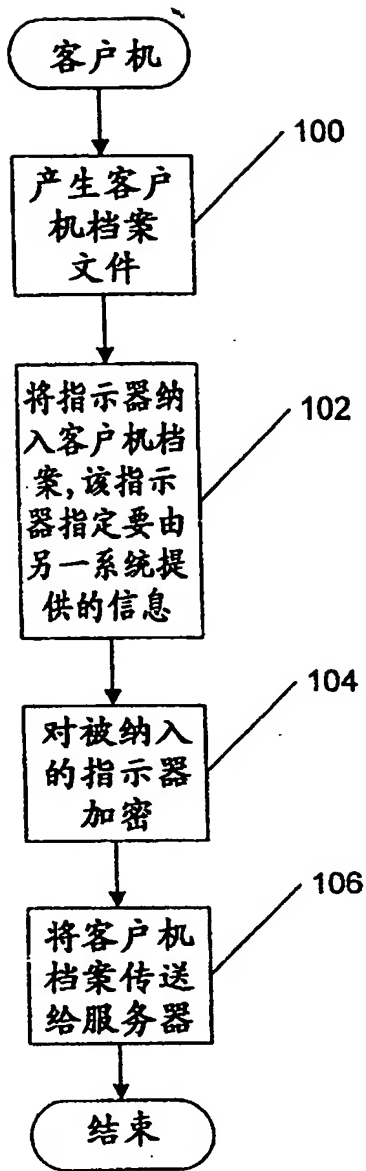 客户机
100
产生客户
机档案
文件
102
将指示器纳
入客户机档
案,该指示
器指定要由
另一系统提
供的信息
104
对被纳入
的指示器
加密
106
将客户机
档案传送
给服务器
结束